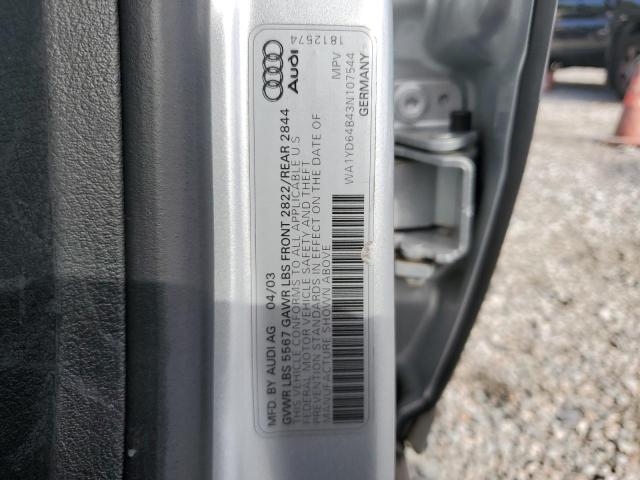 MFD. BY AUDI AG 04/03
GVWR LBS 5567 GAWR LBS FRONT 2822/REAR 2844
THIS VEHICLE CONFORMS TO ALL APPLICABLE U.S
FEDERAL MOTOR VEHICLE SAFETY AND THEFT
PREVENTION STANDARDS IN EFFECT ON THE DATE OF
MANUFACTURE SHOWN ABOVE
WA1YD64B43N107544
MPV
GERMANY
Audi
1812574